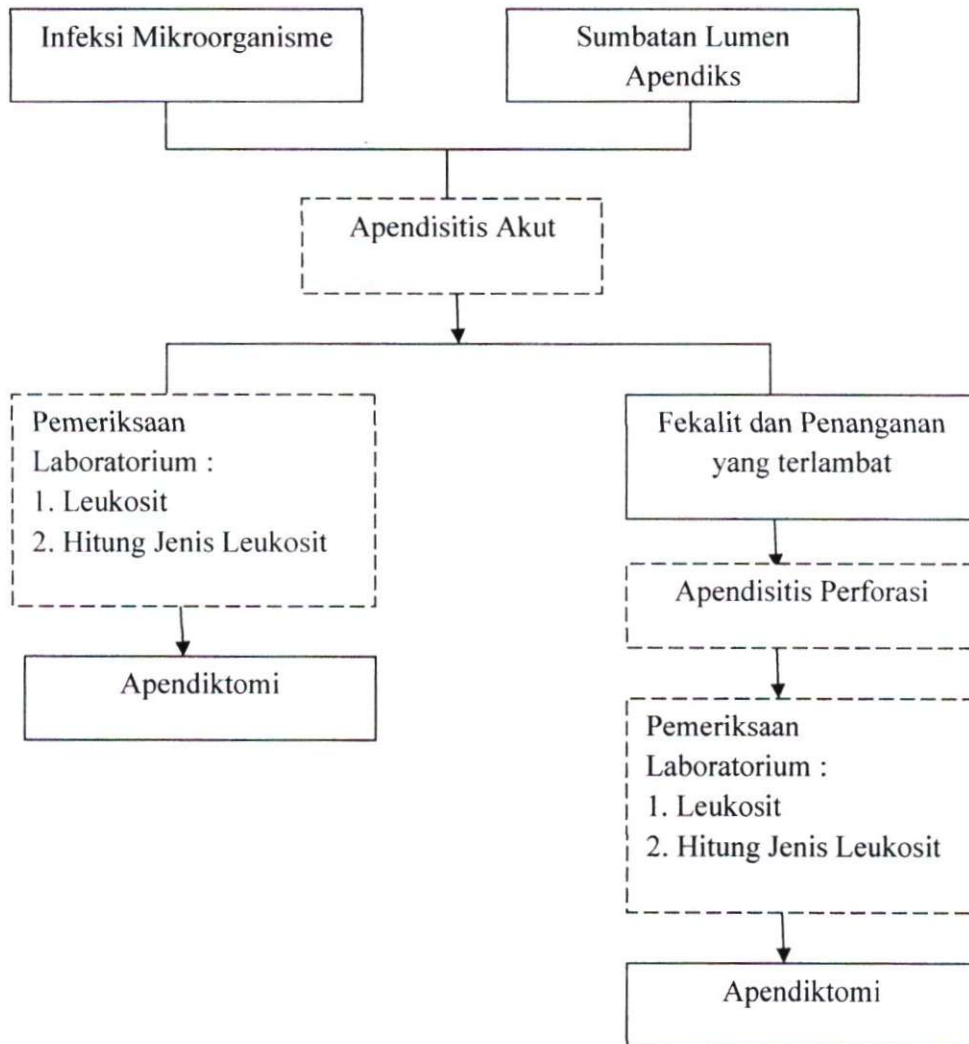 Infeksi Mikroorganisme
Sumbatan Lumen
Apendiks
Apendisitis Akut
Pemeriksaan
Laboratorium :
1. Leukosit
2. Hitung Jenis Leukosit
Apendiktomi
Fekalit dan Penanganan
yang terlambat
Apendisitis Perforasi
Pemeriksaan
Laboratorium :
1. Leukosit
2. Hitung Jenis Leukosit
Apendiktomi